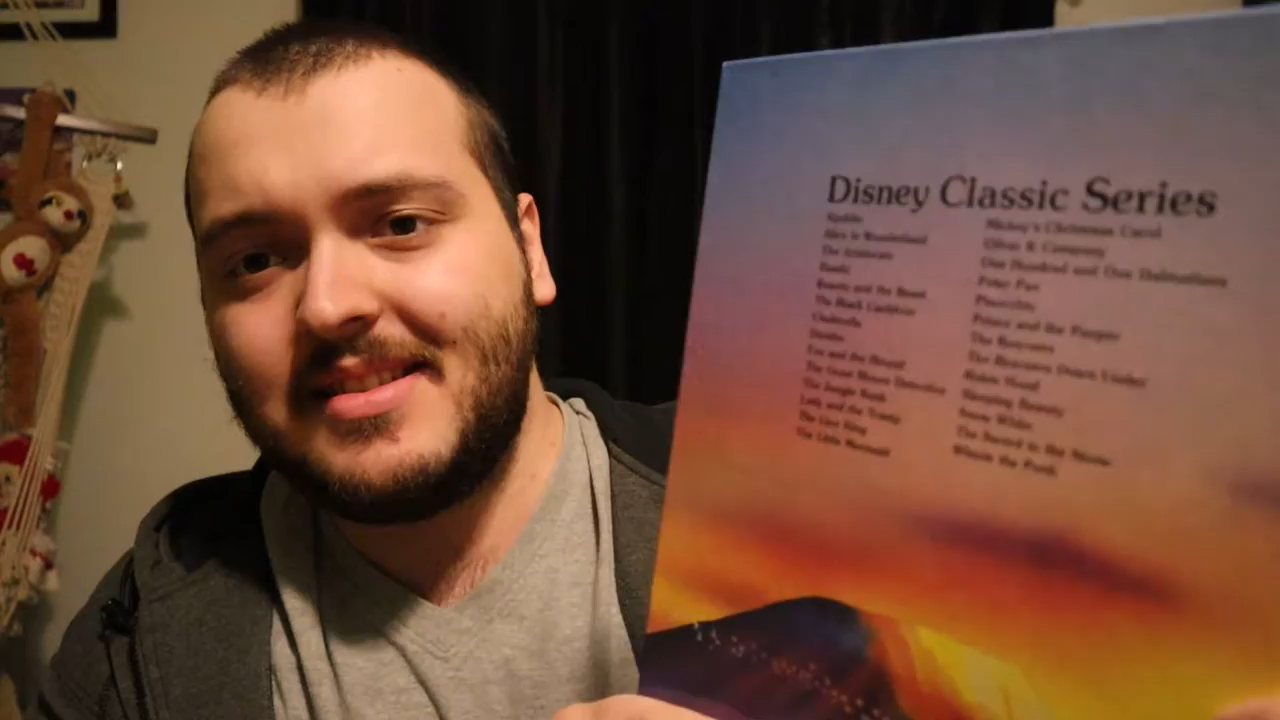 Disney Classic Series
Aladdin
Alice in Wonderland
The Aristocats
Bambi
Beauty and the Beast
The Black Cauldron
Cinderella
Dumbo
Fox and the Hound
The Great Mouse Detective
The Jungle Book
Lady and the Tramp
The Lion King
The Little Mermaid
Mickey's Christmas Carol
Oliver & Company
One Hundred and One Dalmatians
Peter Pan
Pinocchio
Prince and the Pauper
The Rescuers
The Rescuers Down Under
Robin Hood
Sleeping Beauty
Snow White
The Sword in the Stone
Winnie the Pooh